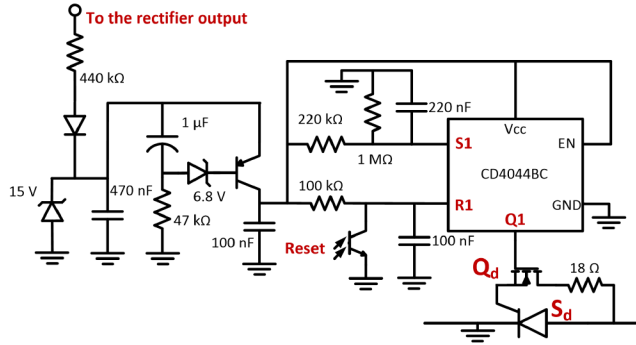 To the rectifier output
440 kΩ
1 µF
220 kΩ
220 nF
Vcc
EN
S1
1 MΩ
CD4044BC
15 V
470 nF
6.8 V
100 kΩ
R1
GND
47 kΩ
Q1
100 nF
Reset
100 nF
Qd
18 Ω
Sd